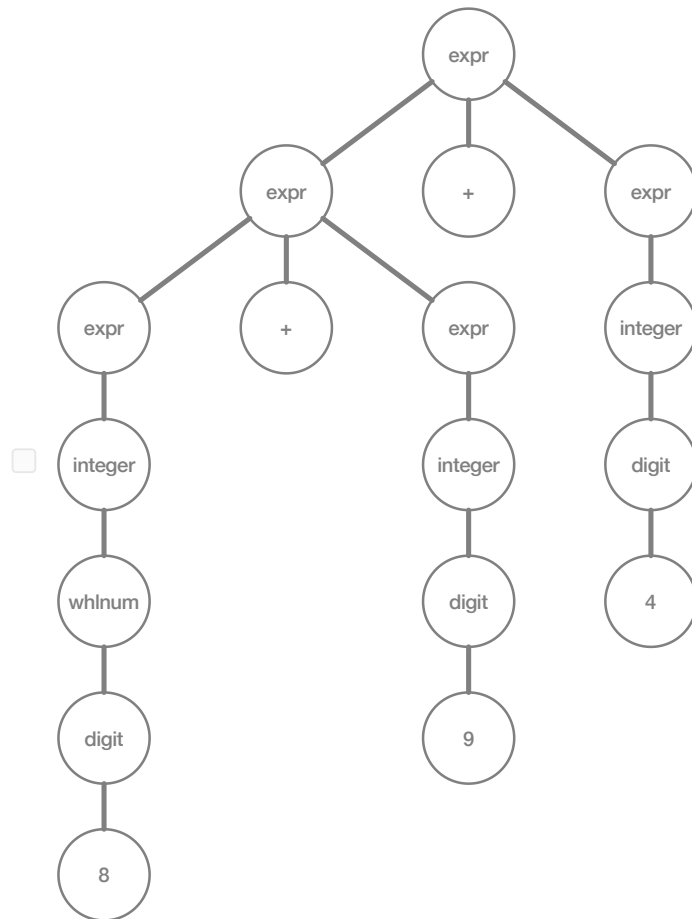 expr
expr + expr
expr + expr integer
integer integer digit
whlnum digit 4
digit 9
8